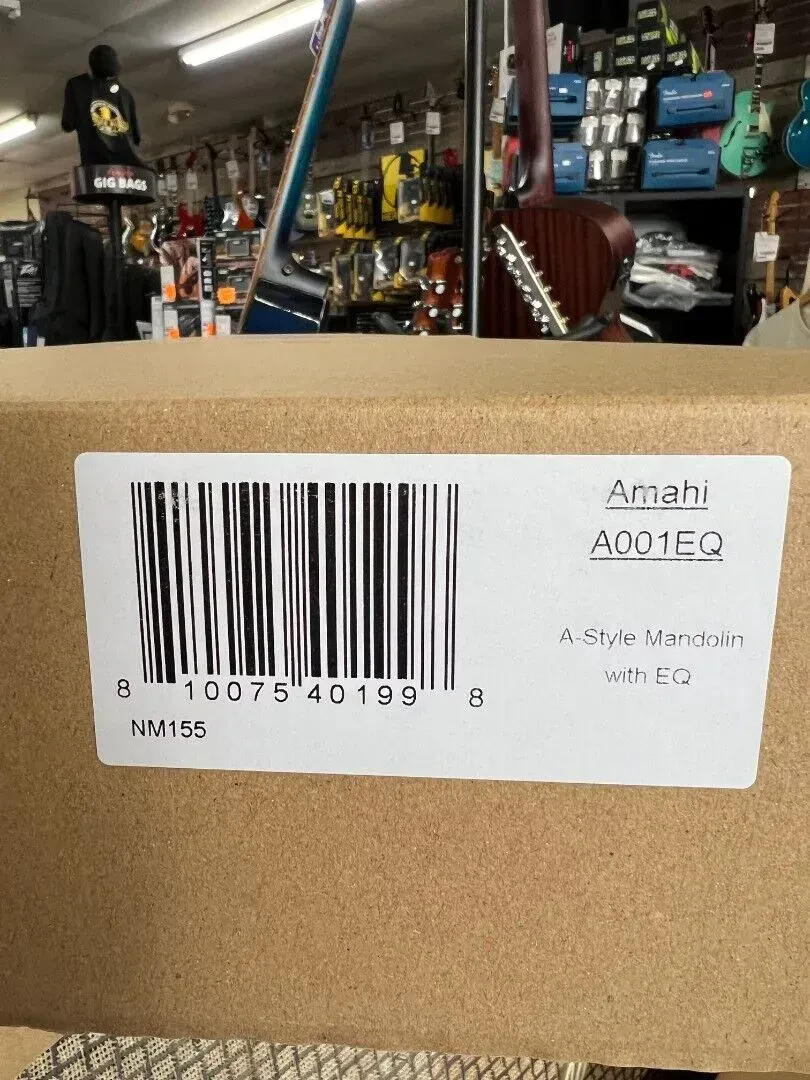 GIG BAGS
Amahi
A001EQ
A-Style Mandolin
with EQ
8 10075 40199 8
NM155